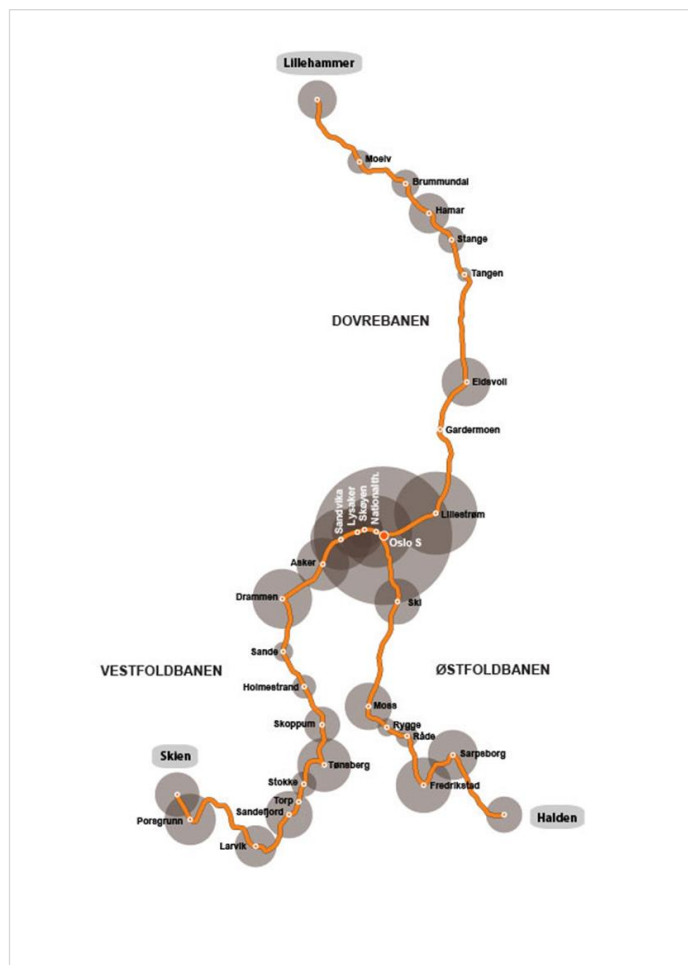 Lillehammer
Moelv
Brummundal
Hamar
Stange
Tangen
DOVREBANEN
Eidsvoll
Gardermoen
Sandvika
Lysaker
Skøyen
Nationalth.
Lillestrøm
Oslo S
Asker
Drammen
Ski
Sande
VESTFOLDBANEN
ØSTFOLDBANEN
Holmestrand
Moss
Skoppum
Rygge
Råde
Skien
Sarpsborg
Tønsberg
Stokke
Fredrikstad
Torp
Sandefjord
Porsgrunn
Halden
Larvik